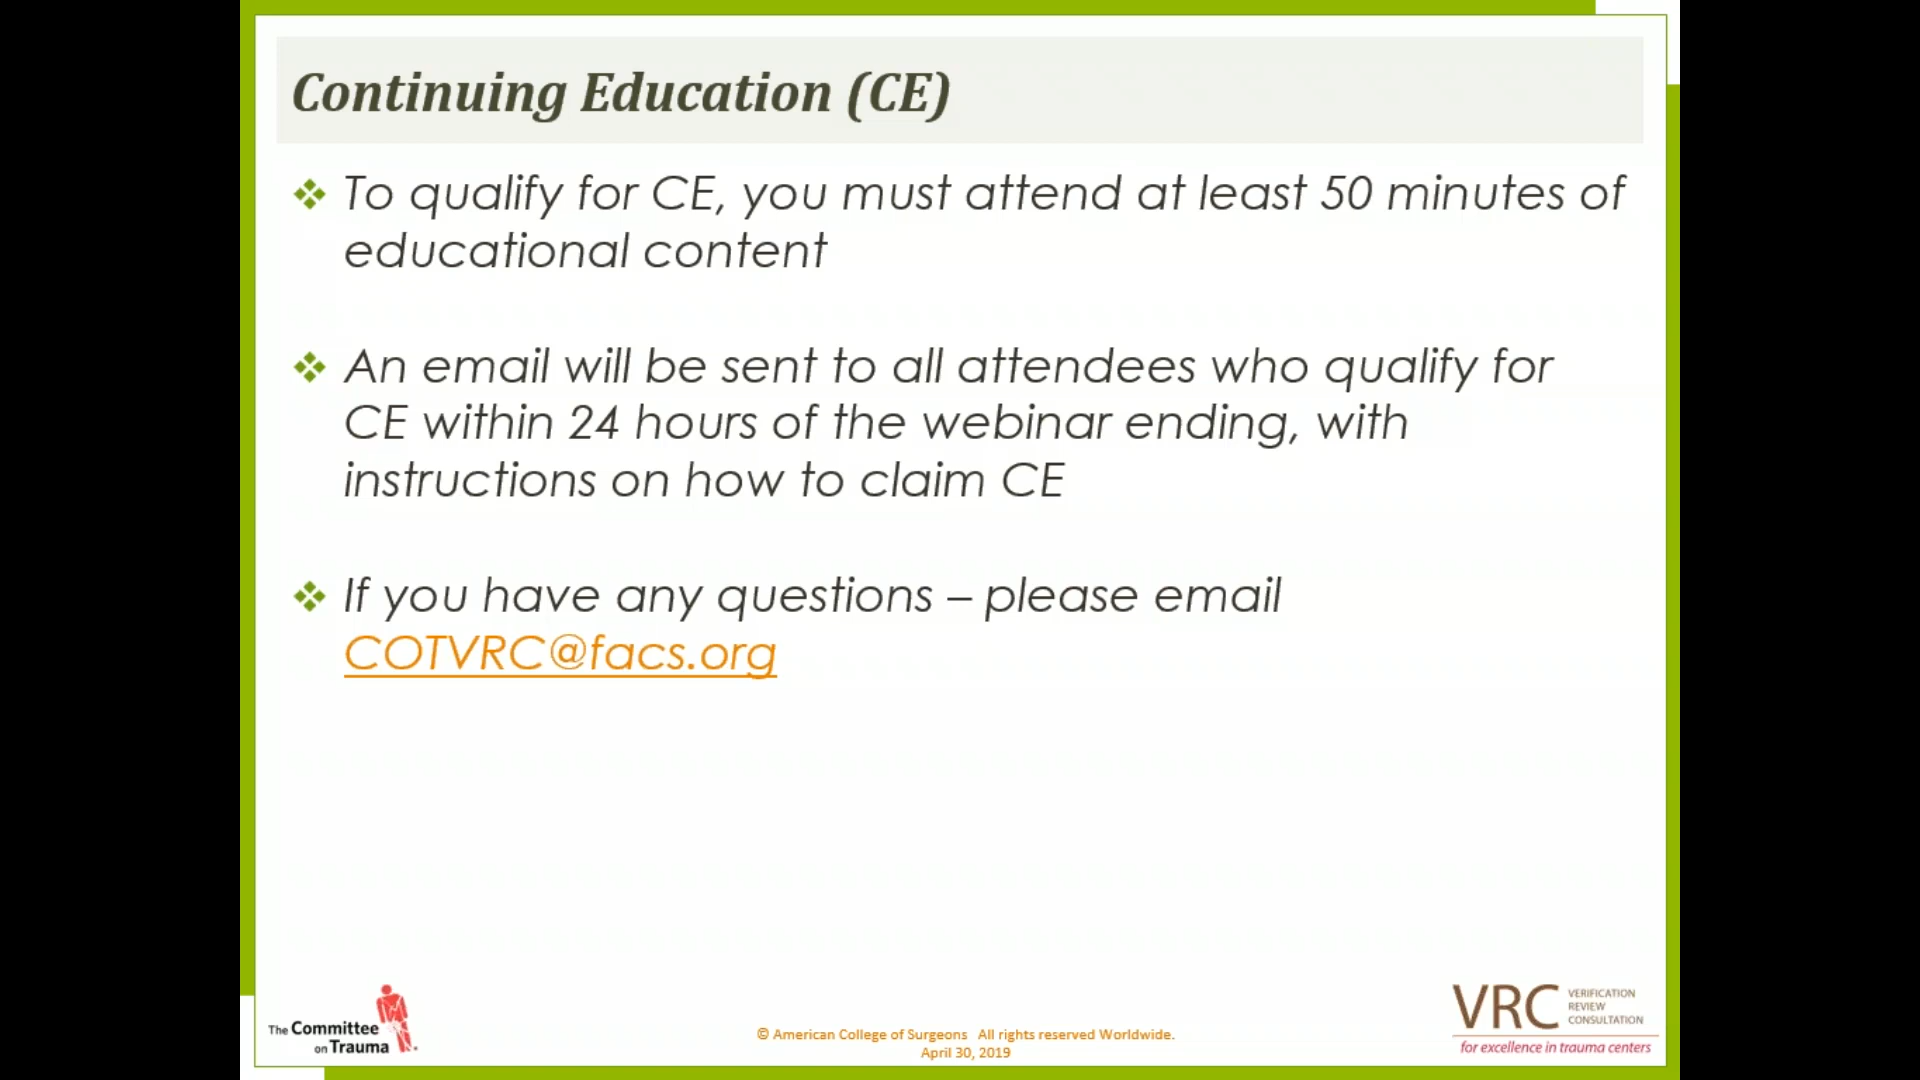 Continuing Education (CE)
To qualify for CE, you must attend at least 50 minutes of
educational content
An email will be sent to all attendees who qualify for
CE within 24 hours of the webinar ending, with
instructions on how to claim CE
If you have any questions – please email
COTVRC@facs.org
The Committee
on Trauma
© American College of Surgeons All rights reserved Worldwide.
April 30, 2019
VRC
VERIFICATION
REVIEW
CONSULTATION
for excellence in trauma centers